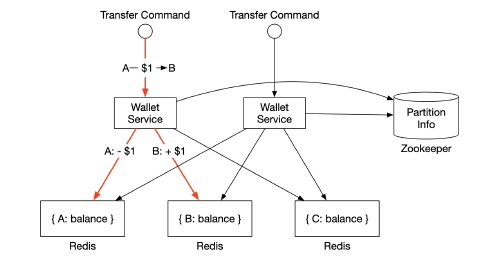 Transfer Command
Transfer Command
A— $1 →B
Wallet
Service
Wallet
Service
Partition
Info
Zookeeper
A: - $1
B: + $1
{ A: balance }
{ B: balance }
{ C: balance }
Redis
Redis
Redis